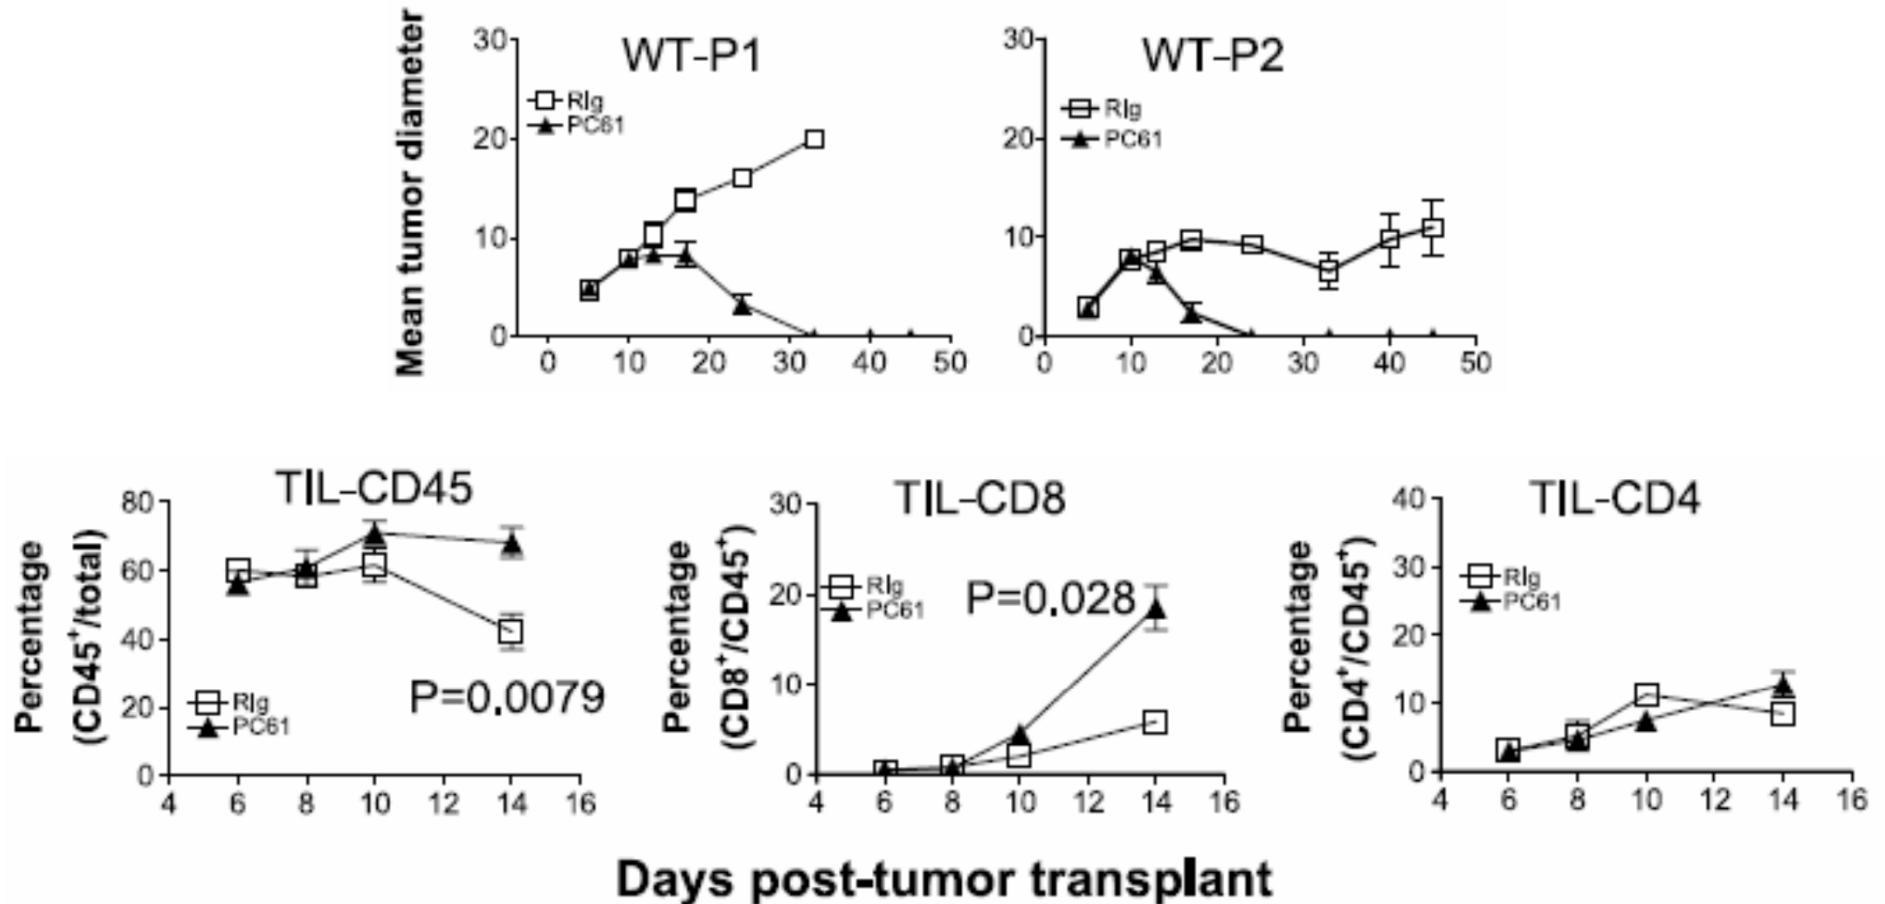 Mean tumor diameter
WT-P1
30
20
10
0
RIg
PC61
0 10 20 30 40 50
WT-P2
30
20
10
0
RIg
PC61
0 10 20 30 40 50
Percentage
(CD45⁺/total)
TIL-CD45
80
60
40
20
0
RIg
PC61
P=0.0079
4 6 8 10 12 14 16
Percentage
(CD8⁺/CD45⁺)
TIL-CD8
30
20
10
0
RIg
PC61
P=0.028
4 6 8 10 12 14 16
Percentage
(CD4⁺/CD45⁺)
TIL-CD4
40
30
20
10
0
RIg
PC61
4 6 8 10 12 14 16
Days post-tumor transplant